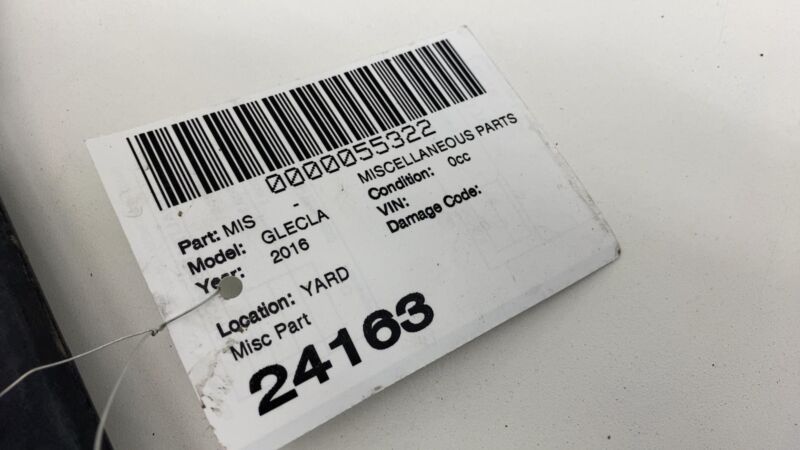 0000055322
Part: MIS - MISCELLANEOUS PARTS
Model: GLECLA Condition: 0cc
Year: 2016 VIN:
Damage Code:
Location: YARD
Misc Part
24163